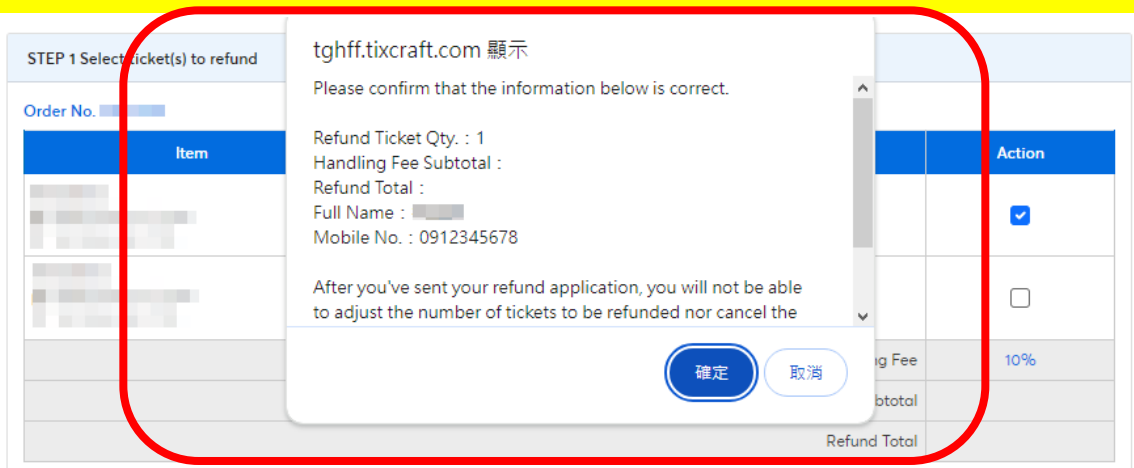 STEP 1 Select ticket(s) to refund
Order No.
Item
Action
tghff.tixcraft.com 顯示
Please confirm that the information below is correct.
Refund Ticket Qty. : 1
Handling Fee Subtotal :
Refund Total :
Full Name :
Mobile No. : 0912345678
After you've sent your refund application, you will not be able
to adjust the number of tickets to be refunded nor cancel the
確定
取消
Fee
10%
Refund Total